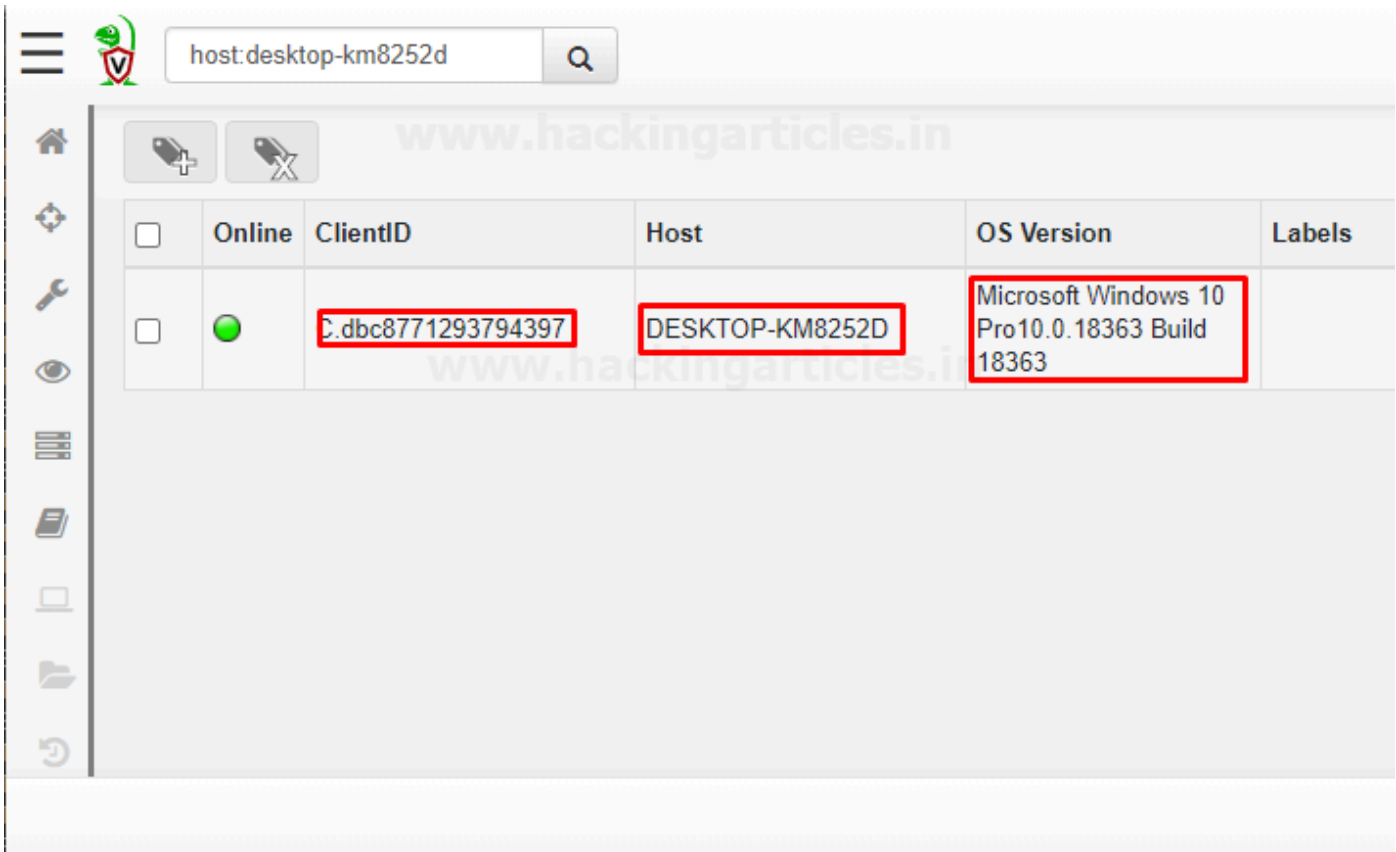 V
host:desktop-km8252d
www.hackingarticles.in
Online ClientID Host OS Version Labels
C.dbc8771293794397 DESKTOP-KM8252D Microsoft Windows 10
Pro10.0.18363 Build
18363
www.hackingarticles.in